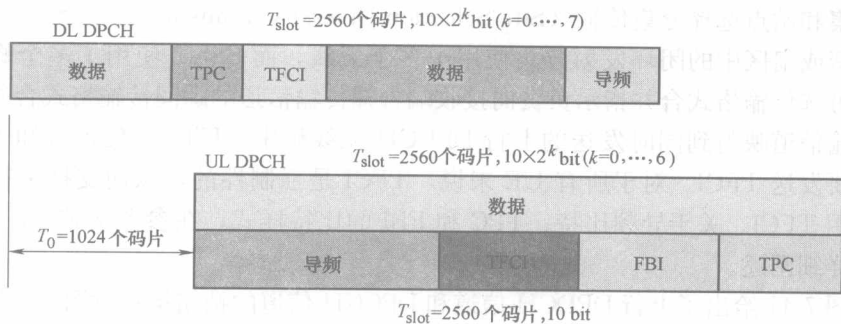 T_slot=2560个码片,10×2^k bit(k=0,…,7)
DL DPCH
数据 TPC TFCI 数据 导频
UL DPCH
T_slot=2560个码片,10×2^k bit(k=0,…,6)
数据
T_0=1024个码片
导频 TFCI FBI TPC
T_slot=2560个码片,10 bit